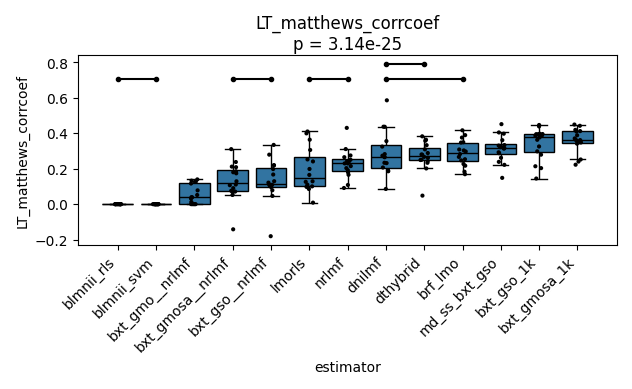 LT_matthews_corrcoef
p = 3.14e-25
LT_matthews_corrcoef
0.8
0.6
0.4
0.2
0.0
−0.2
blmnii_rls
blmnii_svm
bxt_gmo__nrlmf
bxt_gmosa__nrlmf
bxt_gso__nrlmf
lmorls
nrlmf
dnilmf
dthybrid
brf_lmo
md_ss_bxt_gso
bxt_gso_1k
bxt_gmosa_1k
estimator